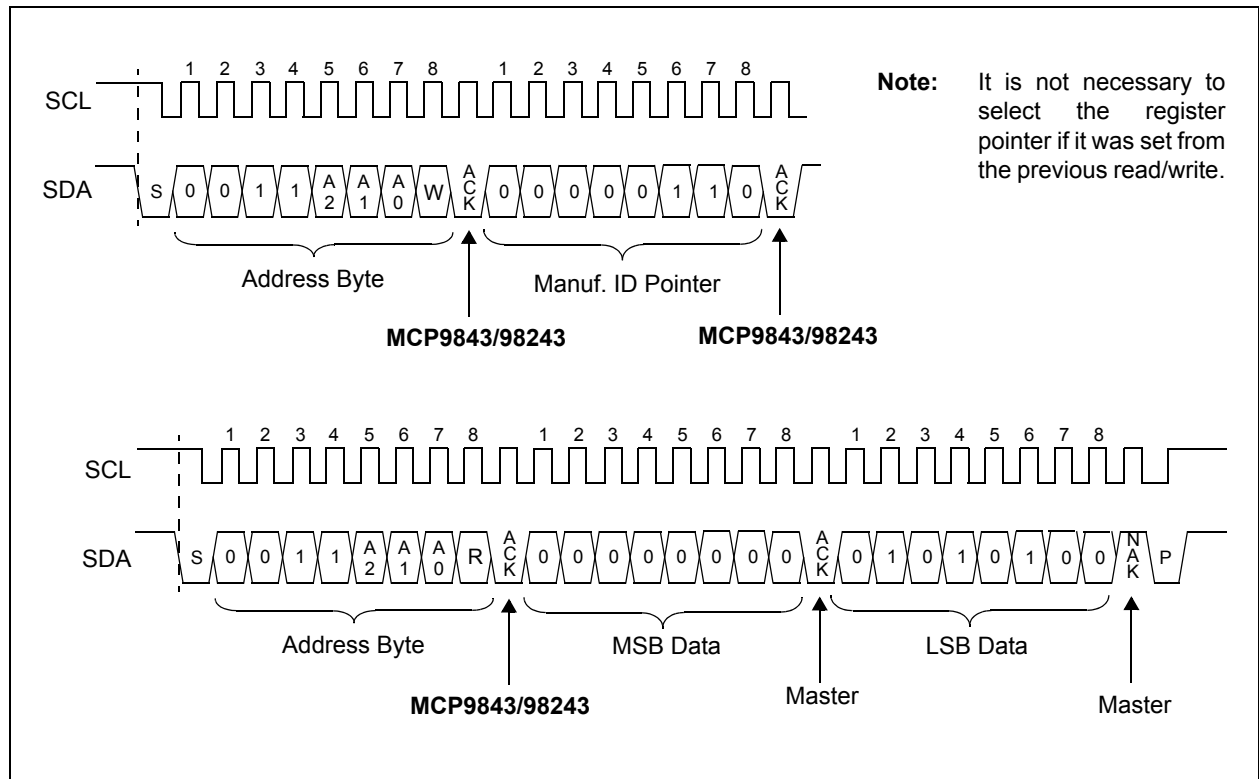 1 2 3 4 5 6 7 8 1 2 3 4 5 6 7 8
SCL
SDA
S 0 0 1 1 A2 A1 A0 W ACK 0 0 0 0 0 1 1 0 ACK
Address Byte
Manuf. ID Pointer
MCP9843/98243
MCP9843/98243
Note: It is not necessary to
select the register
pointer if it was set from
the previous read/write.
1 2 3 4 5 6 7 8 1 2 3 4 5 6 7 8 1 2 3 4 5 6 7 8
SCL
SDA
S 0 0 1 1 A2 A1 A0 R ACK 0 0 0 0 0 0 0 0 ACK 0 1 0 1 0 1 0 0 NAK P
Address Byte
MSB Data
LSB Data
MCP9843/98243
Master
Master